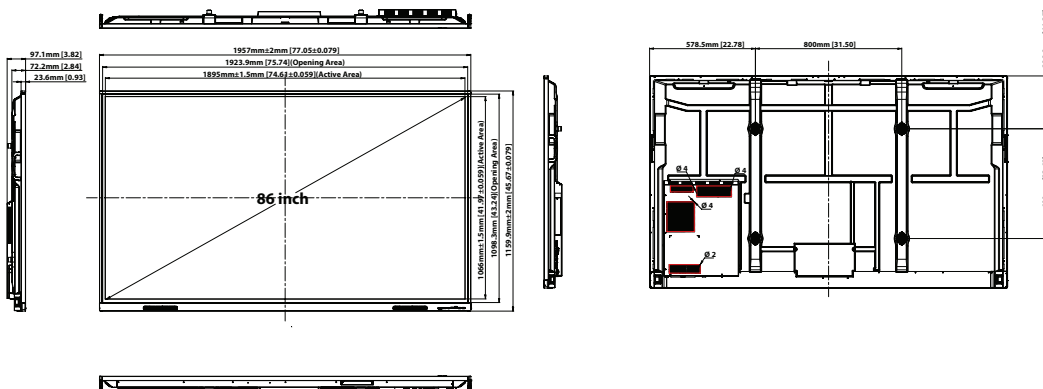 97.1mm [3.82]
72.2mm [2.84]
23.6mm [0.93]
1957mm±2mm [77.05±0.079]
1923.9mm [75.74](Opening Area)
1895mm±1.5mm [74.61±0.059](Active Area)
86 inch
1066mm±1.5mm [41.97±0.059](Active Area)
1098.3mm [43.24](Opening Area)
1159.9mm±2mm [45.67±0.079]
578.5mm [22.78]
800mm [31.50]
Ø 4
Ø 4
Ø 4
Ø 2